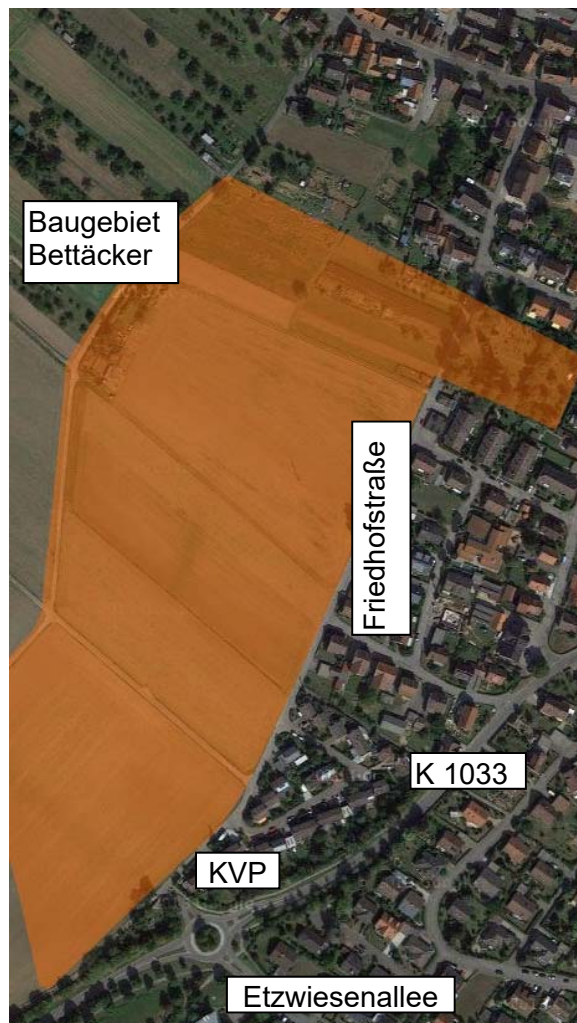 Baugebiet
Bettäcker
Friedhofstraße
K 1033
KVP
Etzwiesenallee